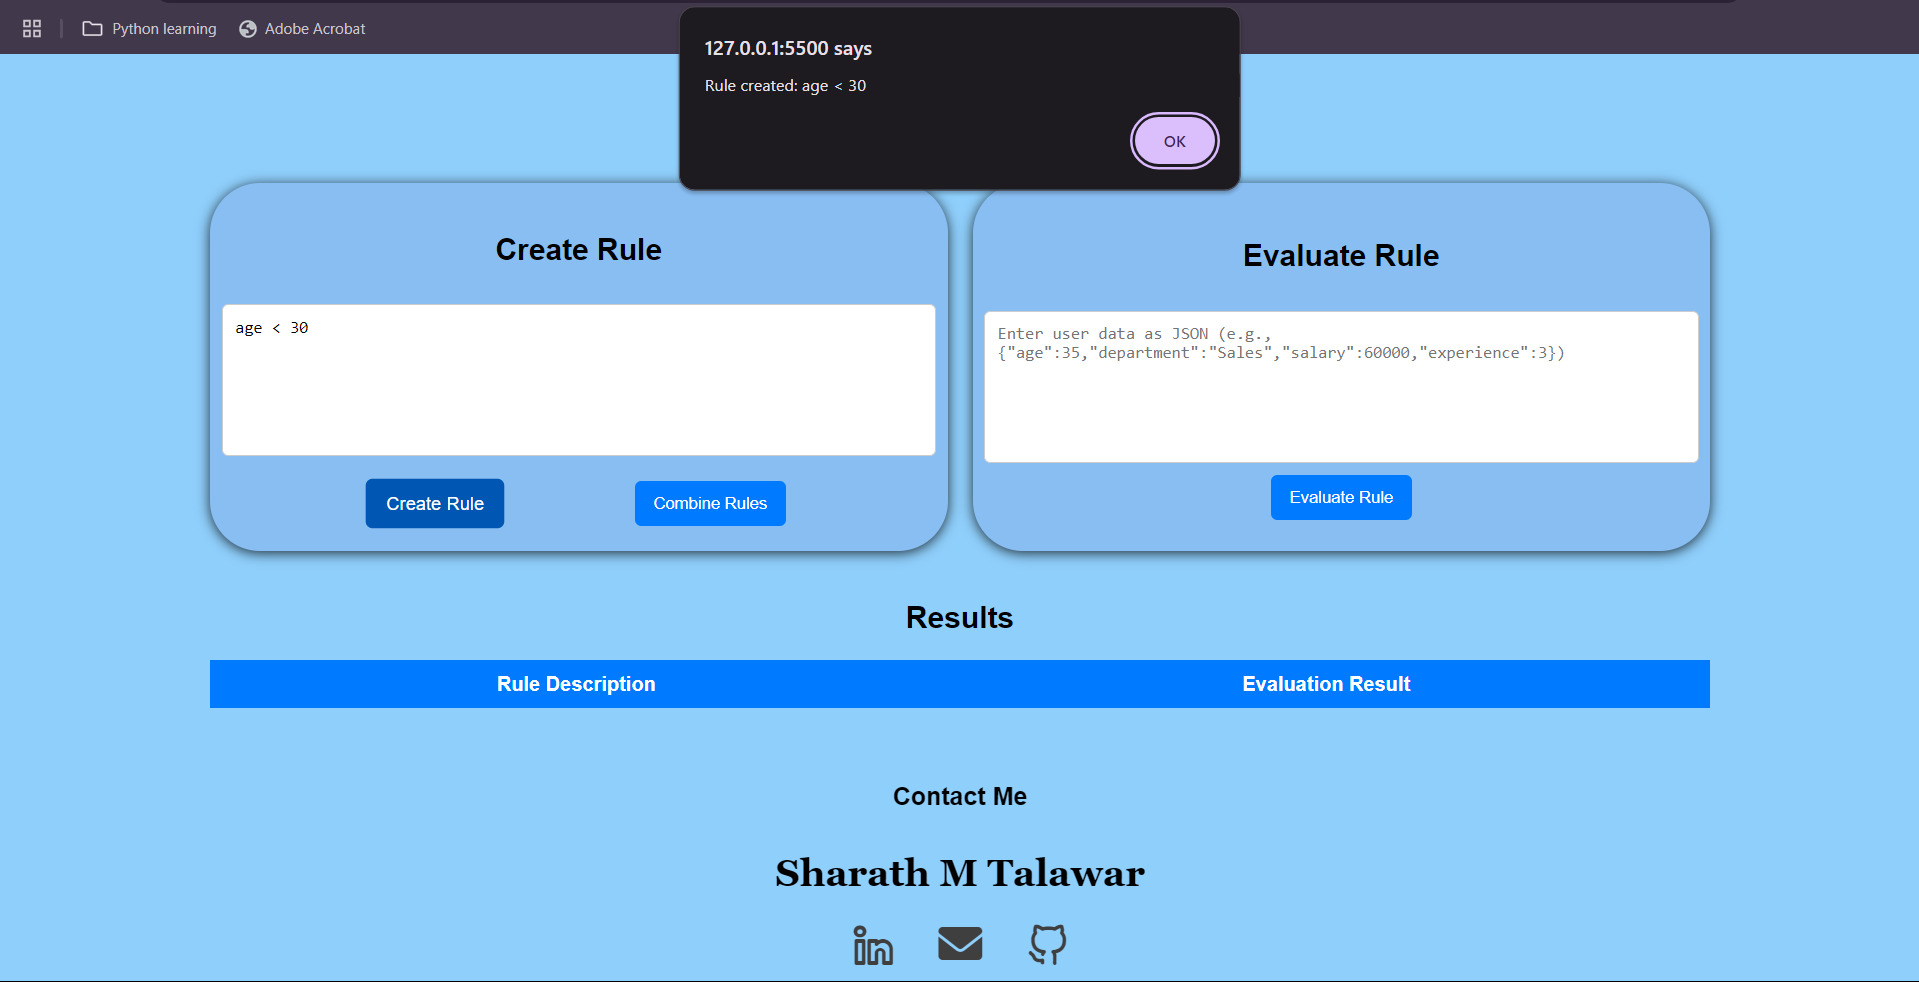 Python learning
Adobe Acrobat
127.0.0.1:5500 says
Rule created: age < 30
OK
Create Rule
age < 30
Create Rule
Combine Rules
Evaluate Rule
Enter user data as JSON (e.g.,
{"age":35,"department":"Sales","salary":60000,"experience":3})
Evaluate Rule
Results
Rule Description
Evaluation Result
Contact Me
Sharath M Talawar
in